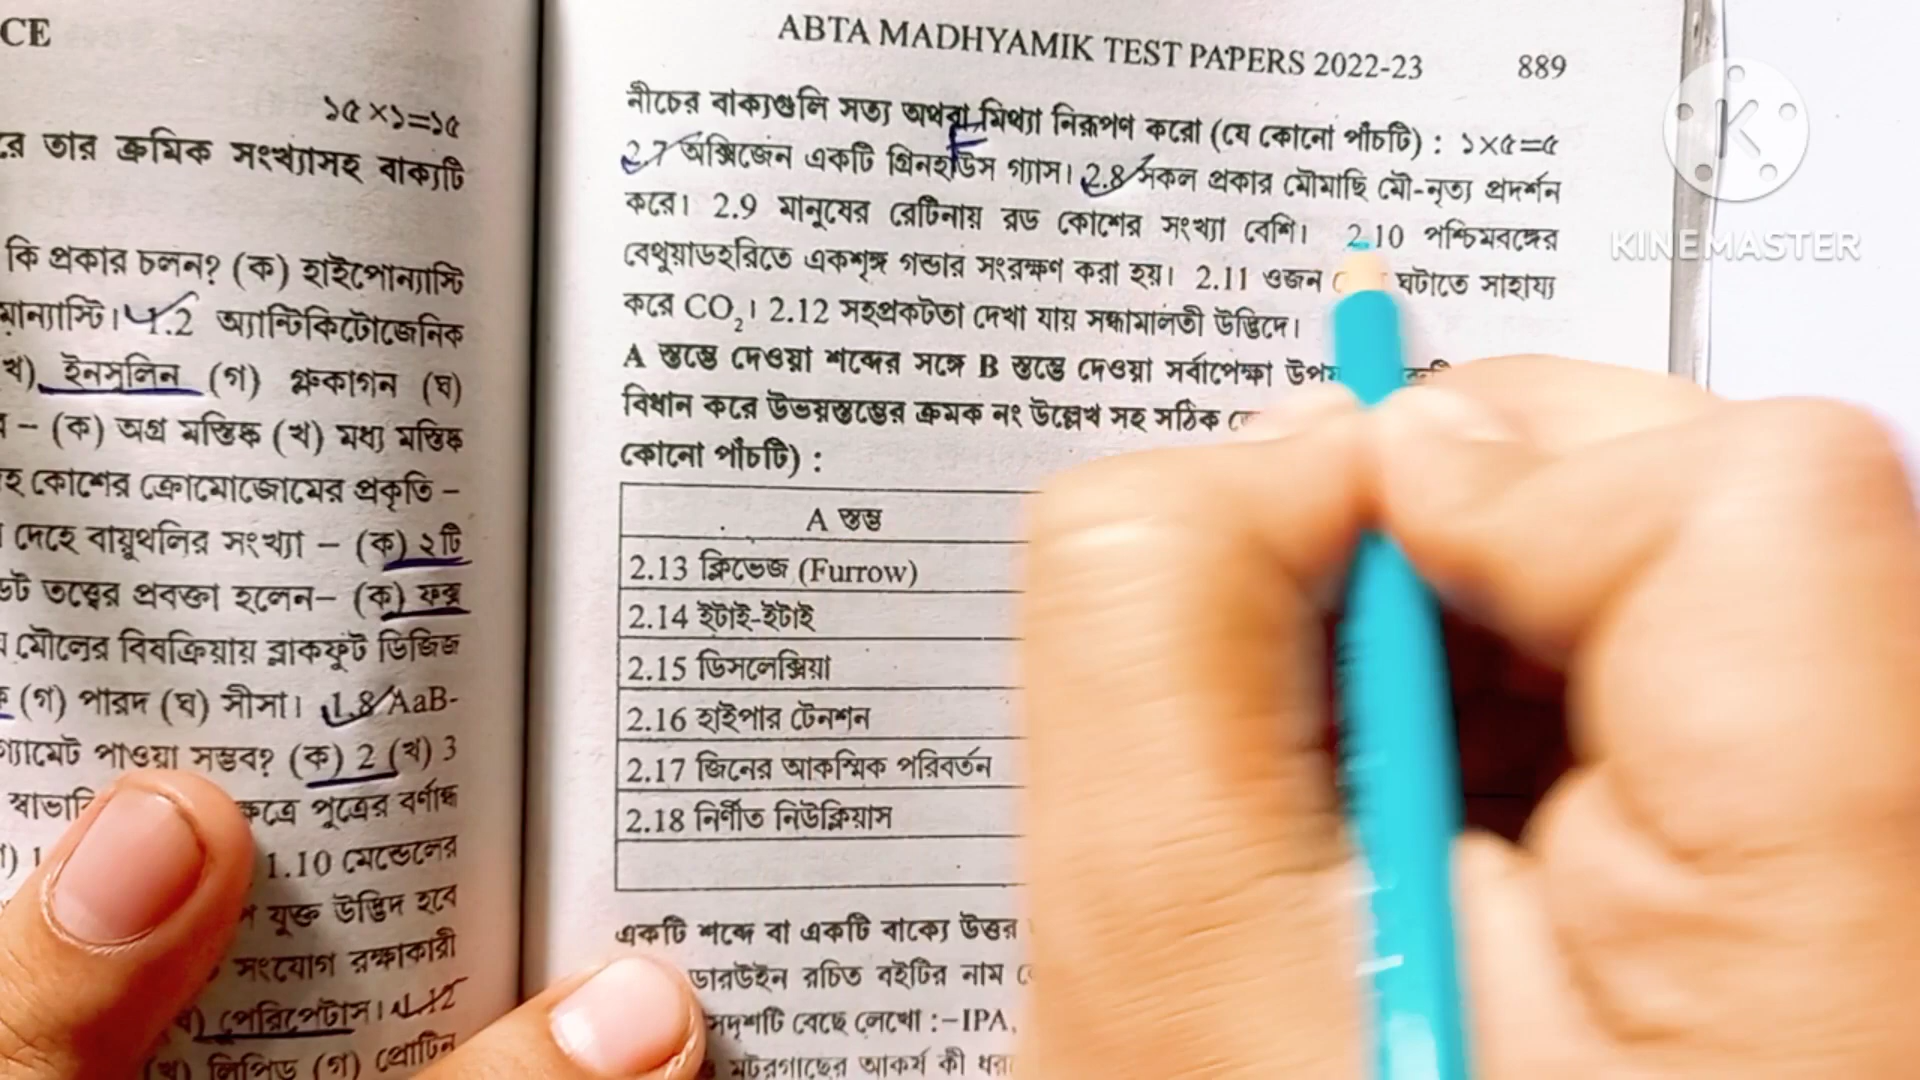 CE
১৫ ×১=১৫
রে তার ক্রমিক সংখ্যাসহ বাক্যটি
কি প্রকার চলন? (ক) হাইপোন্যাস্টি
মান্যাস্টি। 1.2 অ্যান্টিকিটোজেনিক
খ) ইনসুলিন (গ) গ্লুকাগন (ঘ)
– (ক) অগ্র মস্তিষ্ক (খ) মধ্য মস্তিষ্ক
হ কোশের ক্রোমোজোমের প্রকৃতি –
দেহে বায়ুথলির সংখ্যা – (ক) ২টি
তত্ত্বের প্রবক্তা হলেন– (ক) ফক্স
মৌলের বিষক্রিয়ায় ব্লাকফুট ডিজিজ
(গ) পারদ (ঘ) সীসা। 1.8 AaB-
গ্যামেট পাওয়া সম্ভব? (ক) 2 (খ) 3
স্বাভাবি ক্ষেত্রে পুত্রের বর্ণান্ধ
1.10 মেন্ডেলের
যুক্ত উদ্ভিদ হবে
সংযোগ রক্ষাকারী
পেরিপেটাস। 1.12
(খ) লিপিড (গ) প্রোটিন
ABTA MADHYAMIK TEST PAPERS 2022-23 889
নীচের বাক্যগুলি সত্য অথবা মিথ্যা নিরূপণ করো (যে কোনো পাঁচটি) : ১×৫=৫
2.7 অক্সিজেন একটি গ্রিনহাউস গ্যাস। 2.8 সকল প্রকার মৌমাছি মৌ-নৃত্য প্রদর্শন
করে। 2.9 মানুষের রেটিনায় রড কোশের সংখ্যা বেশি। 2.10 পশ্চিমবঙ্গের
বেথুয়াডহরিতে একশৃঙ্গ গন্ডার সংরক্ষণ করা হয়। 2.11 ওজন ঘটাতে সাহায্য
করে CO₂। 2.12 সহপ্রকটতা দেখা যায় সন্ধ্যামালতী উদ্ভিদে।
A স্তম্ভে দেওয়া শব্দের সঙ্গে B স্তম্ভে দেওয়া সর্বাপেক্ষা
বিধান করে উভয়স্তম্ভের ক্রমক নং উল্লেখ সহ সঠিক
কোনো পাঁচটি) :
A স্তম্ভ
2.13 ক্লিভেজ (Furrow)
2.14 ইটাই-ইটাই
2.15 ডিসলেক্সিয়া
2.16 হাইপার টেনশন
2.17 জিনের আকস্মিক পরিবর্তন
2.18 নির্ণীত নিউক্লিয়াস
একটি শব্দে বা একটি বাক্যে উত্তর
ডারউইন রচিত বইটির নাম
সদৃশটি বেছে লেখো :–IPA,
মটরগাছের আকর্ষ কী
KINEMASTER